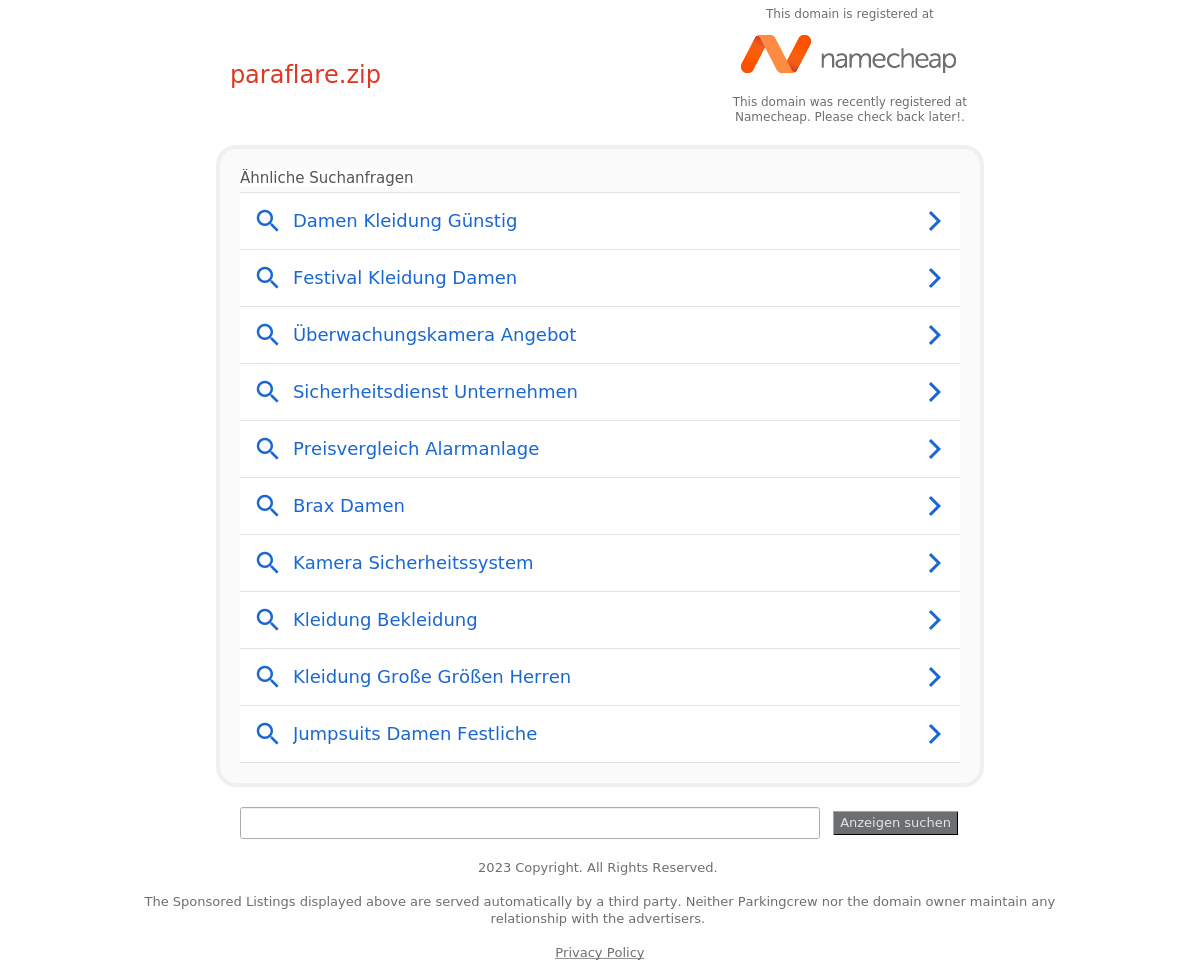 This domain is registered at
namecheap
paraflare.zip
This domain was recently registered at
Namecheap. Please check back later!.
Ähnliche Suchanfragen
Damen Kleidung Günstig
Festival Kleidung Damen
Überwachungskamera Angebot
Sicherheitsdienst Unternehmen
Preisvergleich Alarmanlage
Brax Damen
Kamera Sicherheitssystem
Kleidung Bekleidung
Kleidung Große Größen Herren
Jumpsuits Damen Festliche
Anzeigen suchen
2023 Copyright. All Rights Reserved.
The Sponsored Listings displayed above are served automatically by a third party. Neither Parkingcrew nor the domain owner maintain any
relationship with the advertisers.
Privacy Policy